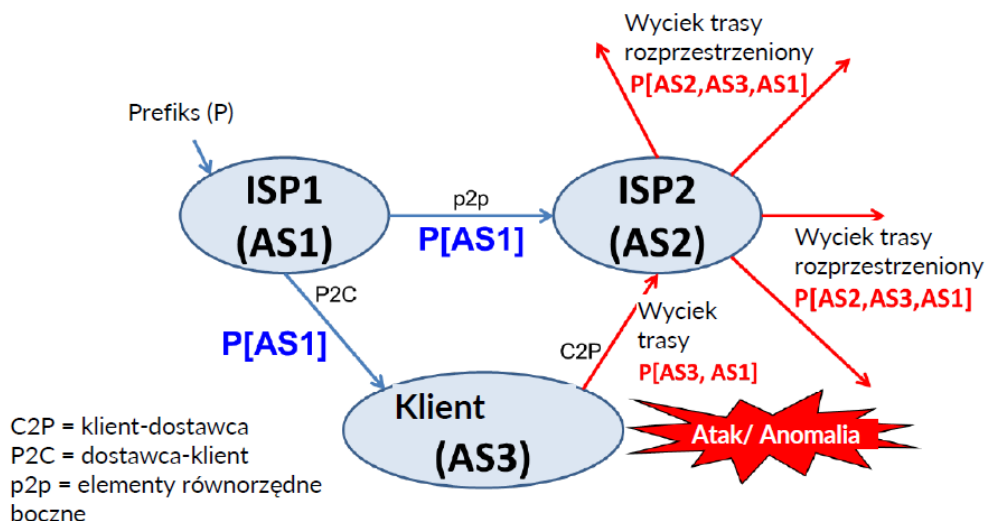 Wyciek trasy
rozprzestrzeniony
P[AS2,AS3,AS1]
Prefiks (P)
ISP1
(AS1)
p2p
P[AS1]
ISP2
(AS2)
Wyciek trasy
rozprzestrzeniony
P[AS2,AS3,AS1]
P2C
P[AS1]
C2P
Wyciek
trasy
P[AS3, AS1]
Klient
(AS3)
Atak/ Anomalia
C2P = klient-dostawca
P2C = dostawca-klient
p2p = elementy równorzędne
boczne